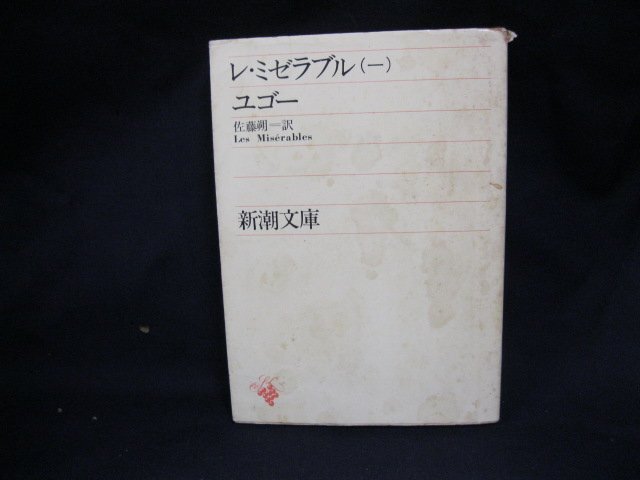 レ・ミゼラブル(一)
ユゴー
佐藤朔一訳
Les Misérables
新潮文庫